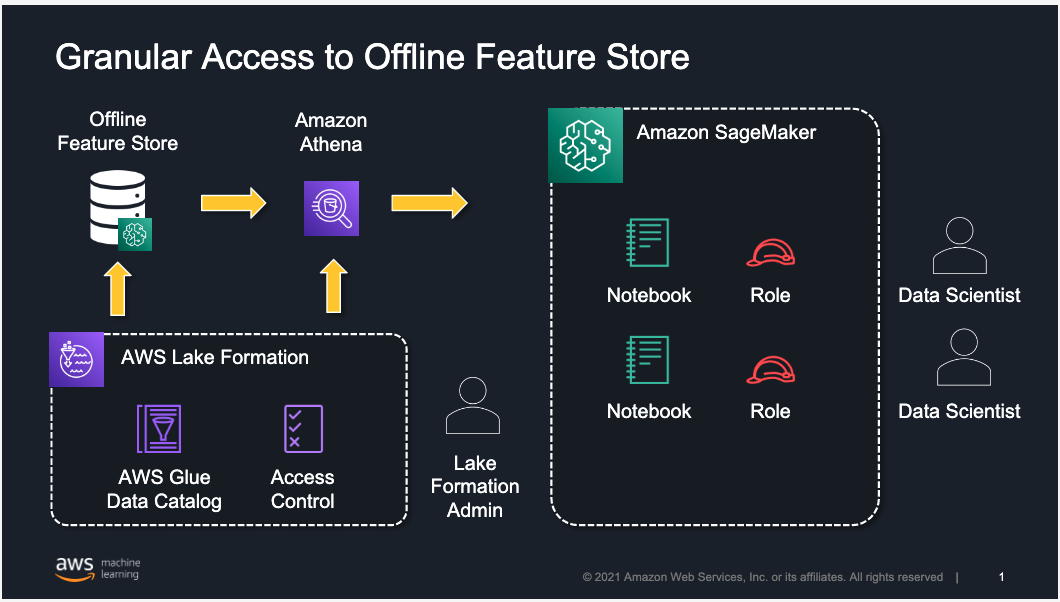 Granular Access to Offline Feature Store
Offline
Feature Store
Amazon
Athena
Amazon SageMaker
Notebook
Role
Data Scientist
Notebook
Role
Data Scientist
AWS Lake Formation
AWS Glue
Data Catalog
Access
Control
Lake
Formation
Admin
aws machine
learning
© 2021 Amazon Web Services, Inc. or its affiliates. All rights reserved |
1